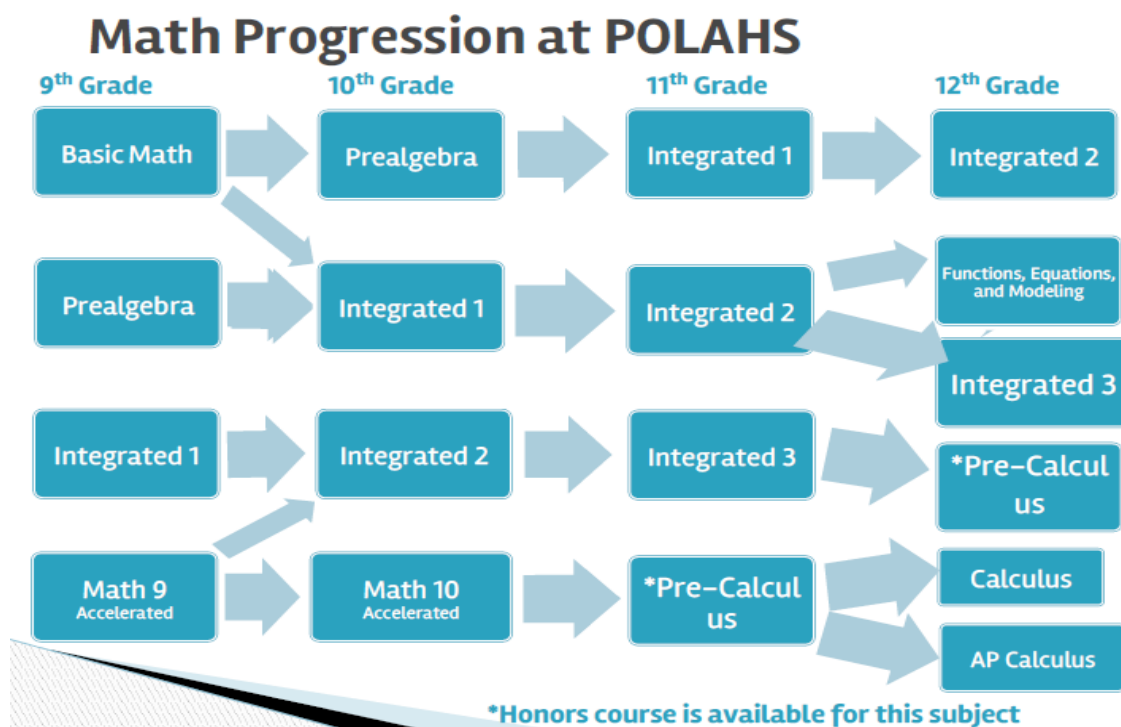 Math Progression at POLAHS
9th Grade
10th Grade
11th Grade
12th Grade
Basic Math
Prealgebra
Integrated 1
Integrated 2
Prealgebra
Integrated 1
Integrated 2
Functions, Equations,
and Modeling
Integrated 3
Integrated 1
Integrated 2
Integrated 3
*Pre-Calcul
us
Math 9
Accelerated
Math 10
Accelerated
*Pre-Calcul
us
Calculus
AP Calculus
*Honors course is available for this subject